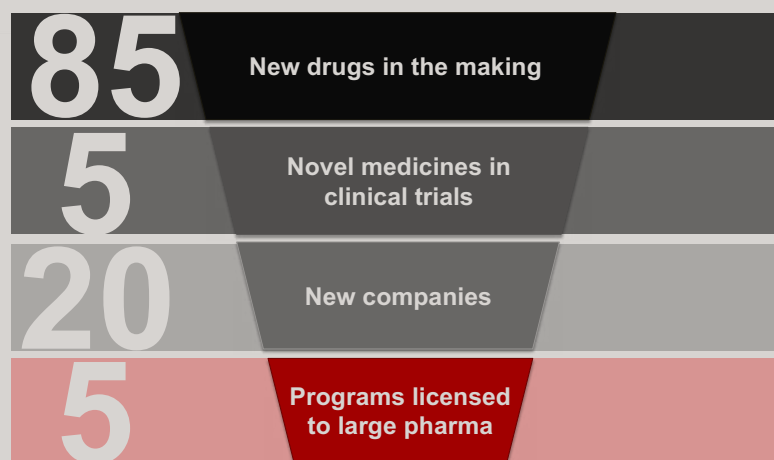 85
New drugs in the making
5
Novel medicines in
clinical trials
20
New companies
5
Programs licensed
to large pharma